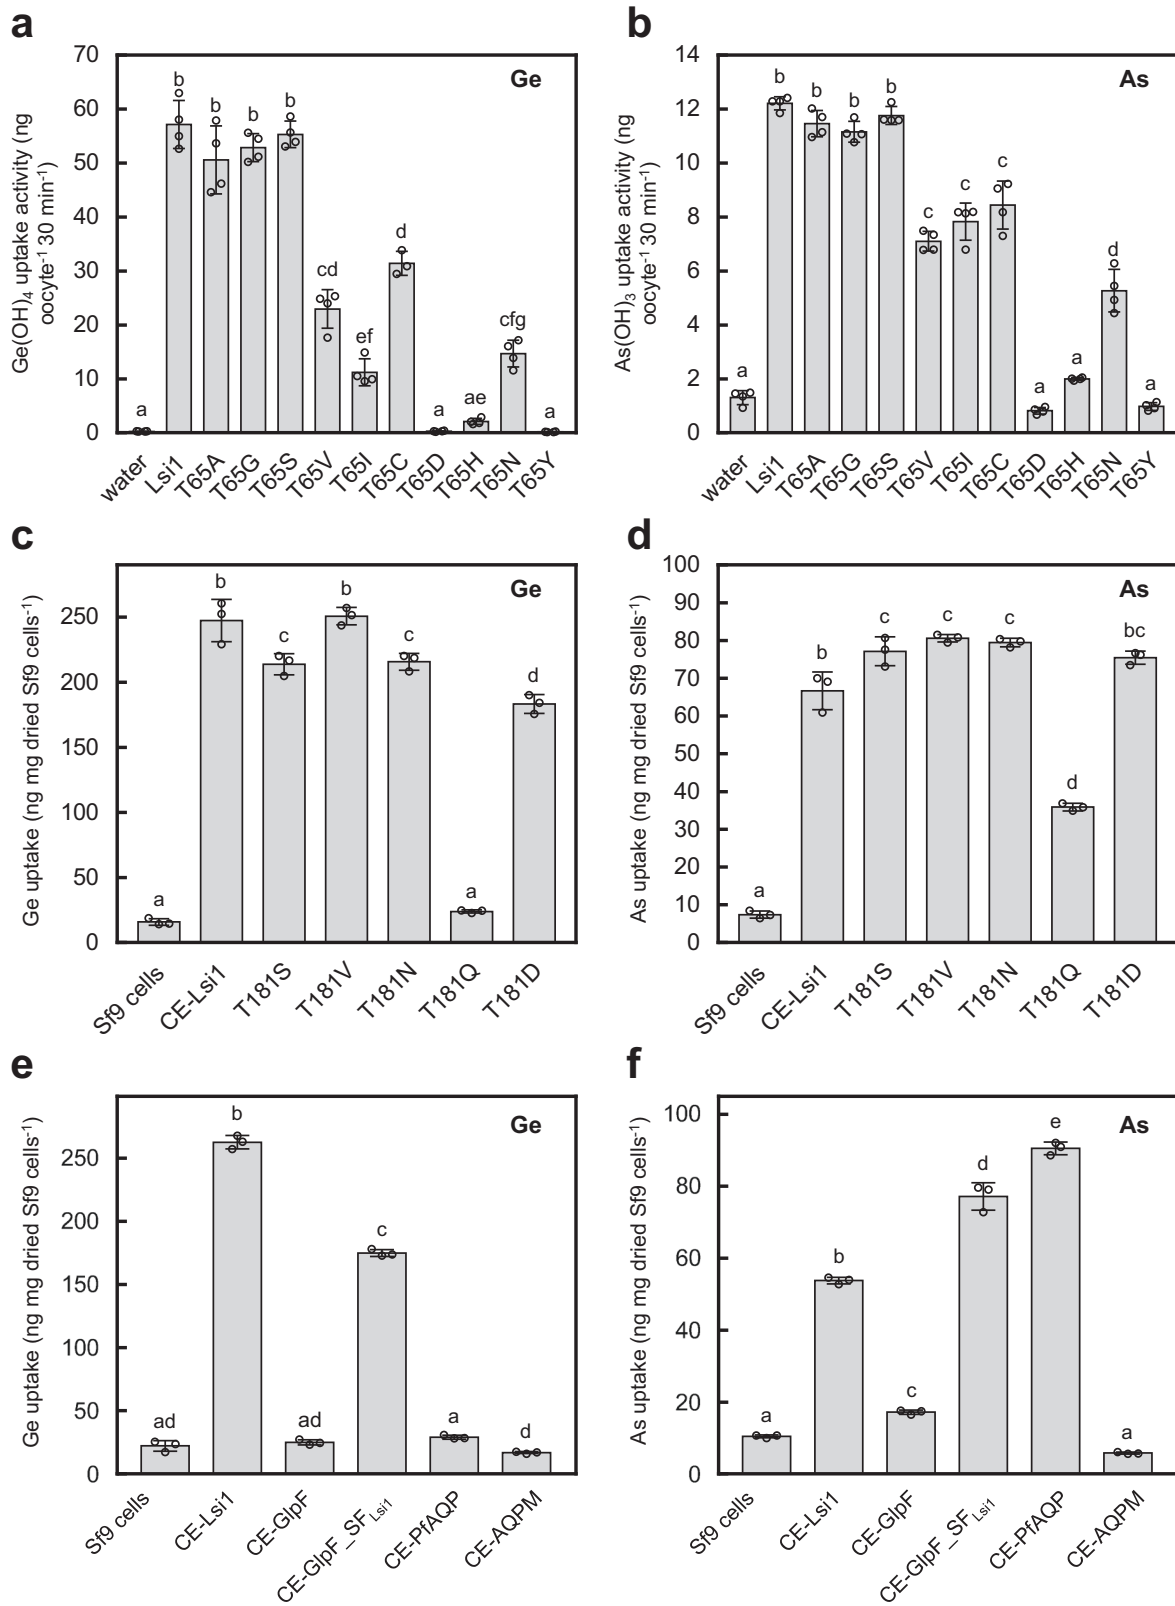 a
Ge(OH)₄ uptake activity (ng
oocyte⁻¹ 30 min⁻¹)
70
60
50
40
30
20
10
0
Ge
a
b
b
b
b
cd
ef
d
a
ae
cfg
a
water
Lsi1
T65A
T65G
T65S
T65V
T65I
T65C
T65D
T65H
T65N
T65Y
b
As(OH)₃ uptake activity (ng
oocyte⁻¹ 30 min⁻¹)
14
12
10
8
6
4
2
0
As
a
b
b
b
b
c
c
c
a
a
d
a
water
Lsi1
T65A
T65G
T65S
T65V
T65I
T65C
T65D
T65H
T65N
T65Y
c
Ge uptake (ng mg dried Sf9 cells⁻¹)
250
200
150
100
50
0
Ge
a
b
c
b
c
a
d
Sf9 cells
CE-Lsi1
T181S
T181V
T181N
T181Q
T181D
d
As uptake (ng mg dried Sf9 cells⁻¹)
100
90
80
70
60
50
40
30
20
10
0
As
a
b
c
c
c
d
bc
Sf9 cells
CE-Lsi1
T181S
T181V
T181N
T181Q
T181D
e
Ge uptake (ng mg dried Sf9 cells⁻¹)
250
200
150
100
50
0
Ge
ad
b
ad
c
a
d
Sf9 cells
CE-Lsi1
CE-GlpF
CE-GlpF_SF Lsi1
CE-PfAQP
CE-AQPM
f
As uptake (ng mg dried Sf9 cells⁻¹)
100
80
60
40
20
0
As
a
b
c
d
e
a
Sf9 cells
CE-Lsi1
CE-GlpF
CE-GlpF_SF Lsi1
CE-PfAQP
CE-AQPM